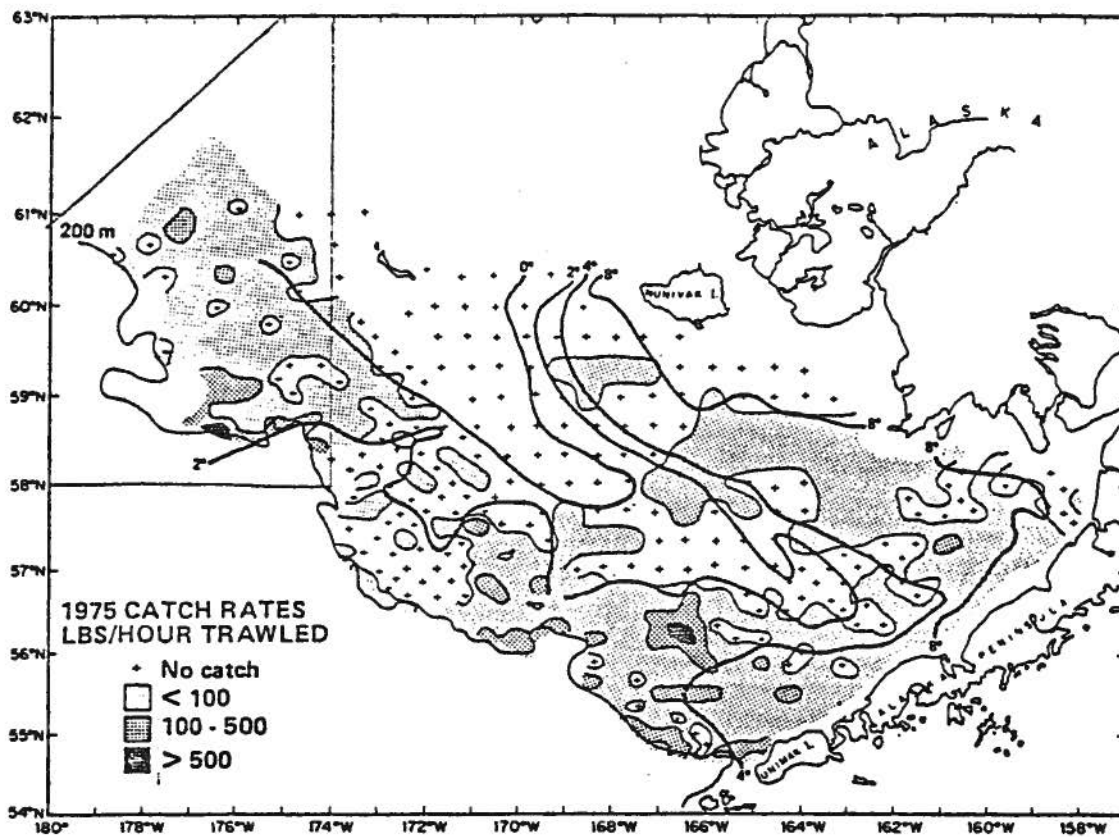 63°N
62°N
61°N
60°N
59°N
58°N
57°N
56°N
55°N
54°N
200 m
0°
2°
4°
8°
NUNIVAK I.
ALASKA
8°
8°
2°
8°
4°
ALASKA PENINSULA
UNIMAK I.
1975 CATCH RATES
LBS/HOUR TRAWLED
+ No catch
< 100
100 - 500
> 500
180° 178°W 176°W 174°W 172°W 170°W 168°W 166°W 164°W 162°W 160°W 158°W